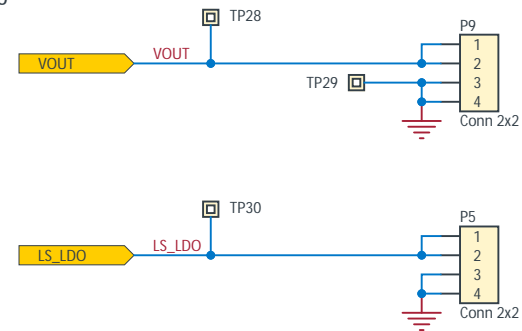 TP28
P9
VOUT
VOUT
1
2
TP29
3
4
Conn 2x2
TP30
P5
LS_LDO
LS_LDO
1
2
3
4
Conn 2x2